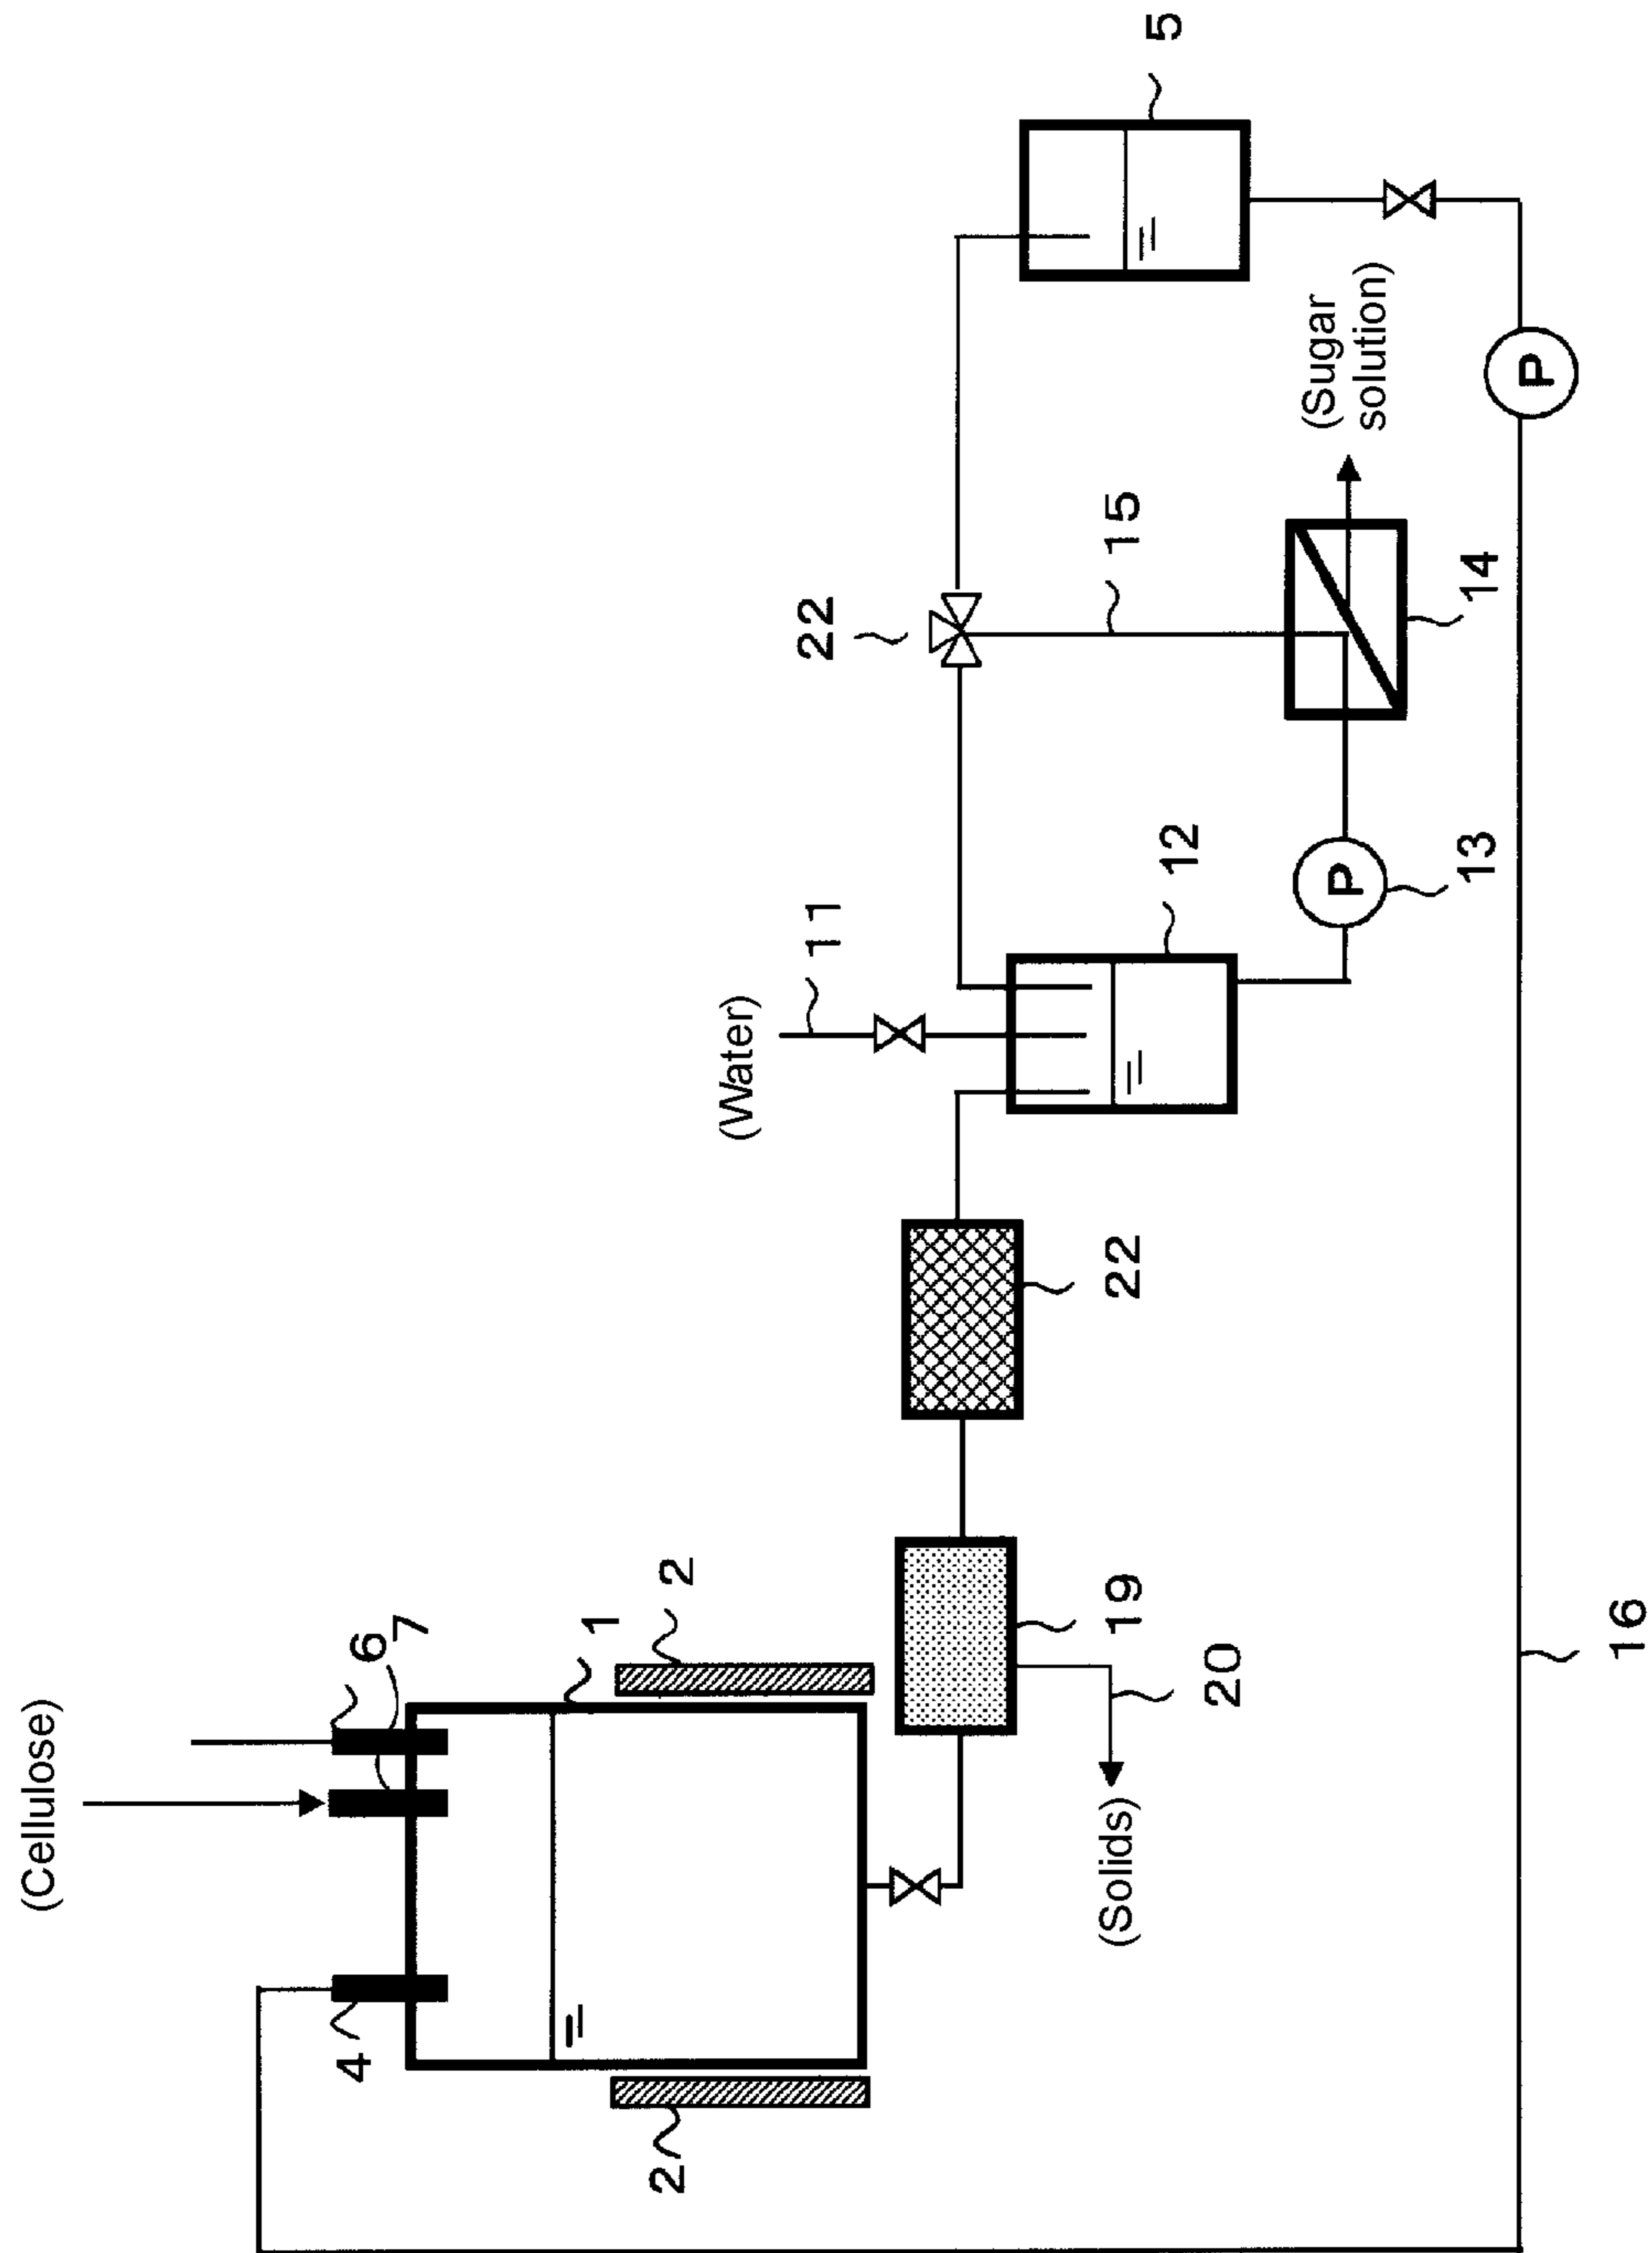 (Cellulose)
6
7
4
1
2
2
19
20
(Solids)
22
(Water)
11
12
P
13
22
15
14
(Sugar
solution)
5
P
16